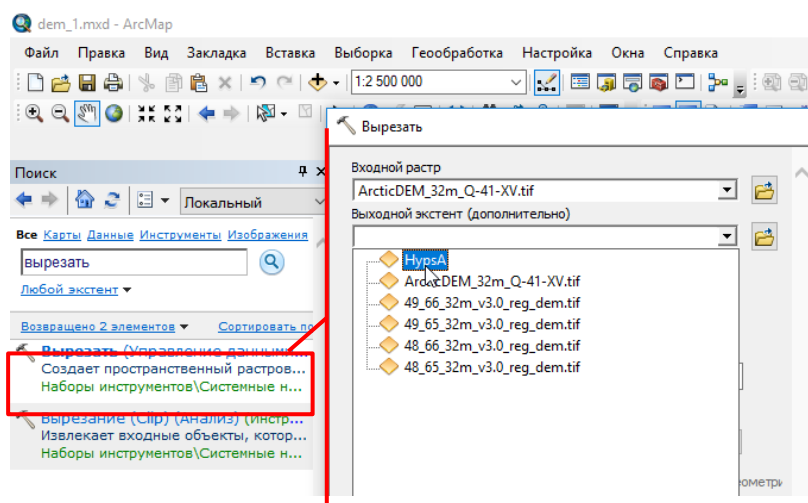 dem_1.mxd - ArcMap
Файл Правка Вид Закладка Вставка Выборка Геообработка Настройка Окна Справка
1:2 500 000
Вырезать
Поиск
Входной растр
ArcticDEM_32m_Q-41-XV.tif
Локальный
Выходной экстент (дополнительно)
Все Карты Данные Инструменты Изображения
вырезать
HypsA
ArcticDEM_32m_Q-41-XV.tif
Любой экстент
49_66_32m_v3.0_reg_dem.tif
49_65_32m_v3.0_reg_dem.tif
Возвращено 2 элементов Сортировать по
48_66_32m_v3.0_reg_dem.tif
Вырезать (Управление данными...
48_65_32m_v3.0_reg_dem.tif
Создает пространственный растров...
Наборы инструментов\Системные н...
Вырезание (Clip) (Анализ) (Инстр...
Извлекает входные объекты, котор...
Наборы инструментов\Системные н...